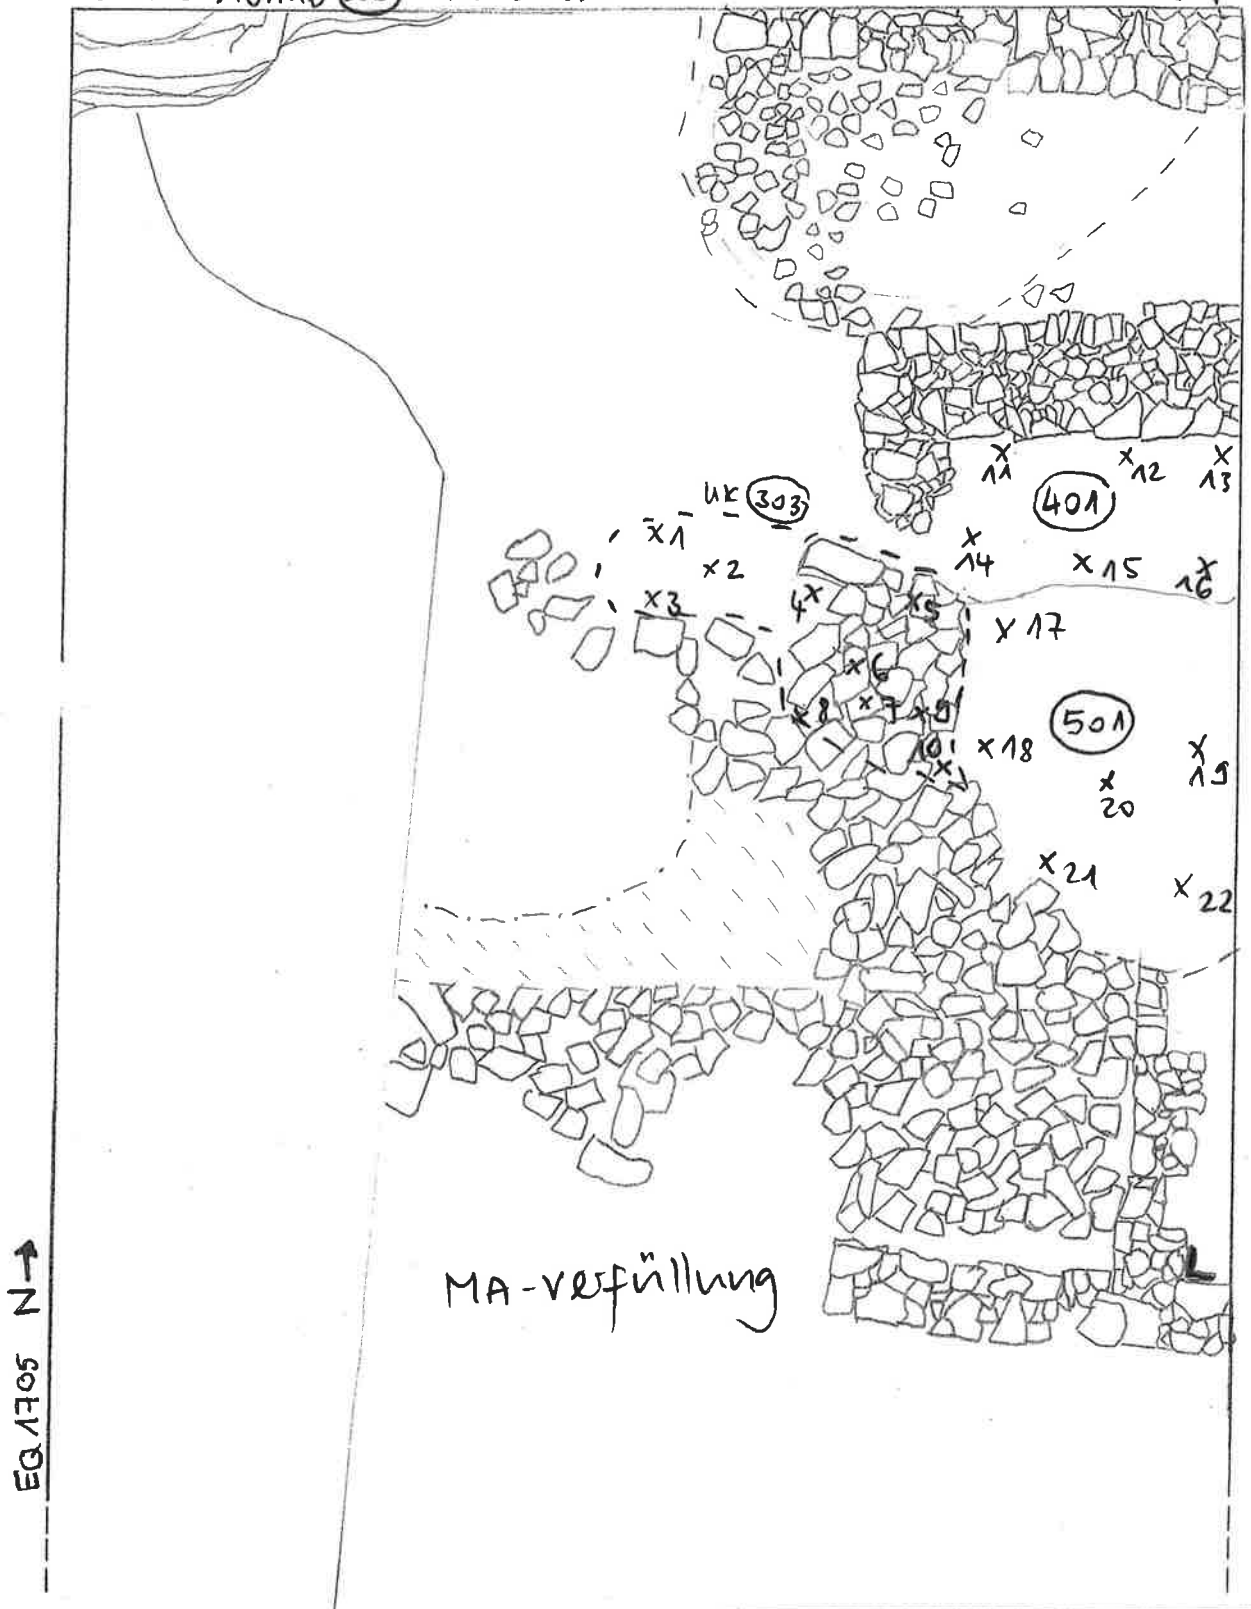 UK 303
x 1
x 2
x 3
4 x
x 5
x 6
x 7
x 8
x 9
10 x
x 11
x 12
x 13
401
x 14
x 15
x 16
x 17
501
x 18
x 19
x 20
x 21
x 22
MA-verfüllung
EQ 1705 N→